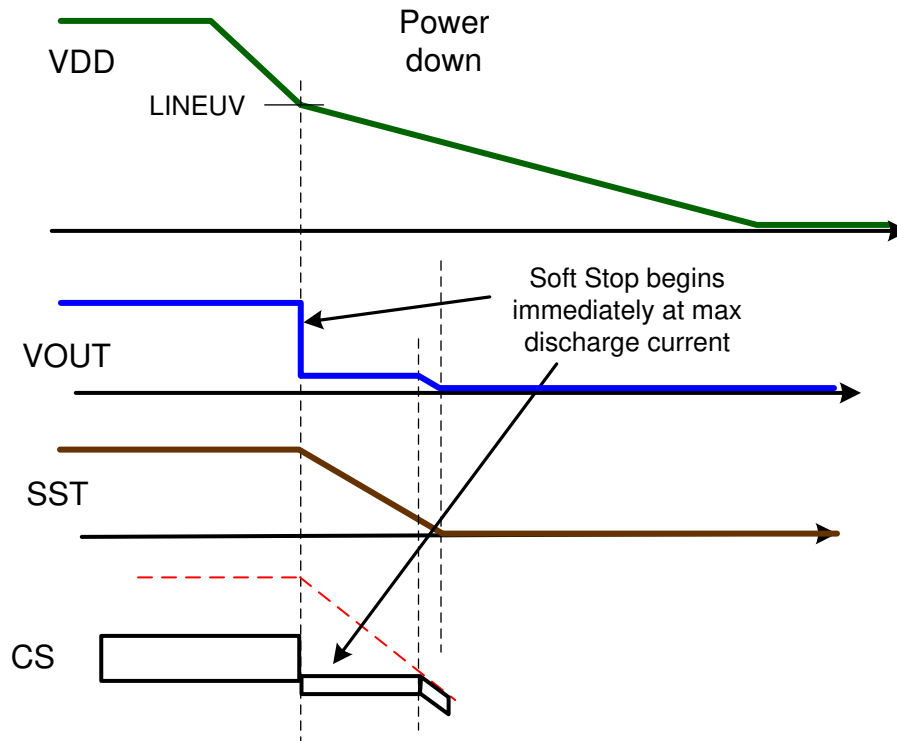 Power
down
VDD
LINEUV
Soft Stop begins
immediately at max
discharge current
VOUT
SST
CS